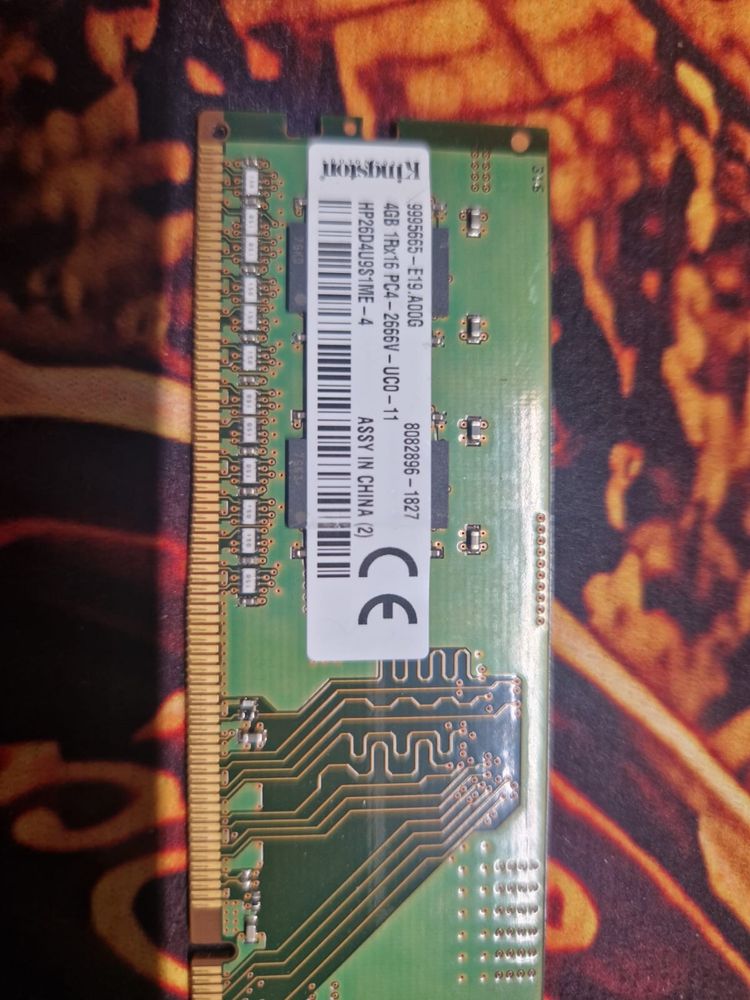 Kingston
9995665-E19.A00G
8082896-1827
4GB 1Rx16 PC4-2666V-UC0-11
HP26D4U9S1ME-4
ASSY IN CHINA (2)
CE